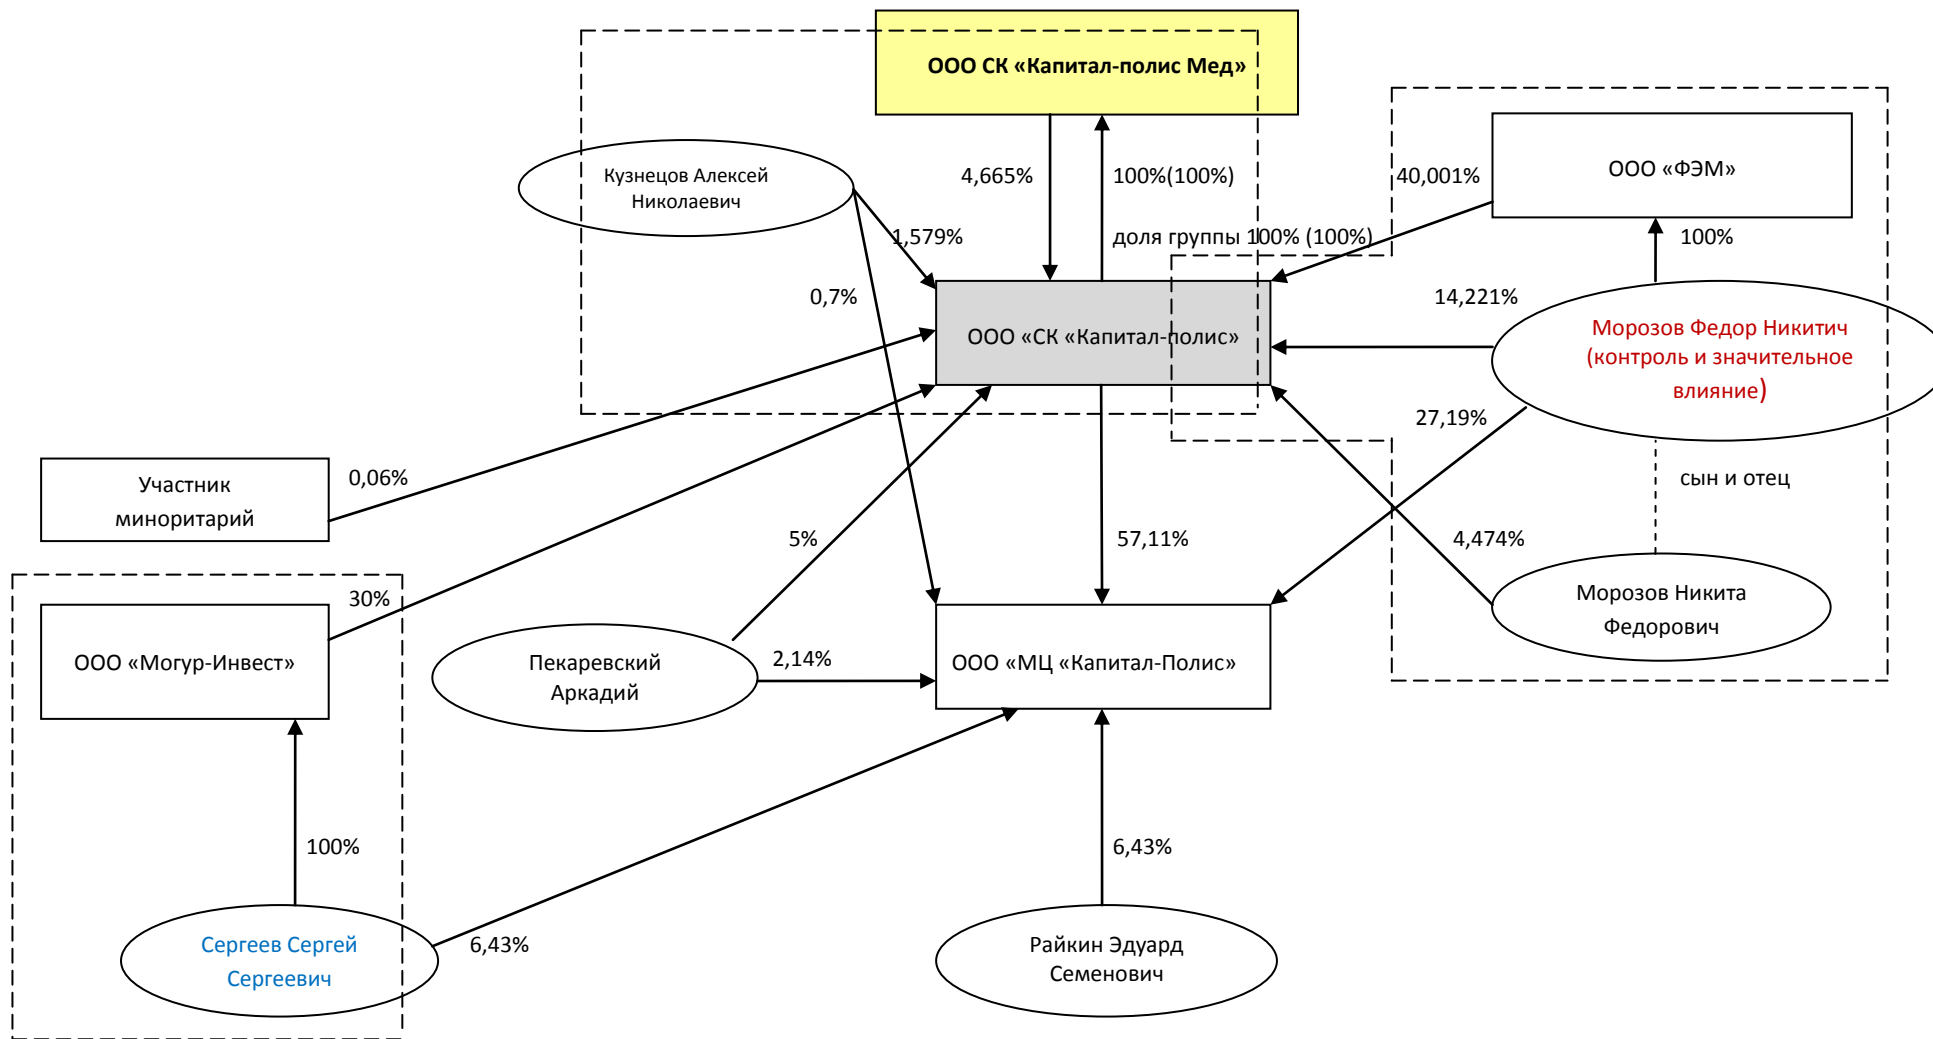 ООО СК «Капитал-полис Мед»
Кузнецов Алексей
Николаевич
4,665%
100%(100%)
40,001%
ООО «ФЭМ»
1,579%
доля группы 100% (100%)
100%
0,7%
14,221%
ООО «СК «Капитал-полис»
Морозов Федор Никитич
(контроль и значительное
влияние)
27,19%
Участник
миноритарий
0,06%
сын и отец
5%
57,11%
4,474%
30%
Морозов Никита
Федорович
ООО «Могур-Инвест»
Пекаревский
Аркадий
2,14%
ООО «МЦ «Капитал-Полис»
100%
6,43%
Сергеев Сергей
Сергеевич
6,43%
Райкин Эдуард
Семенович